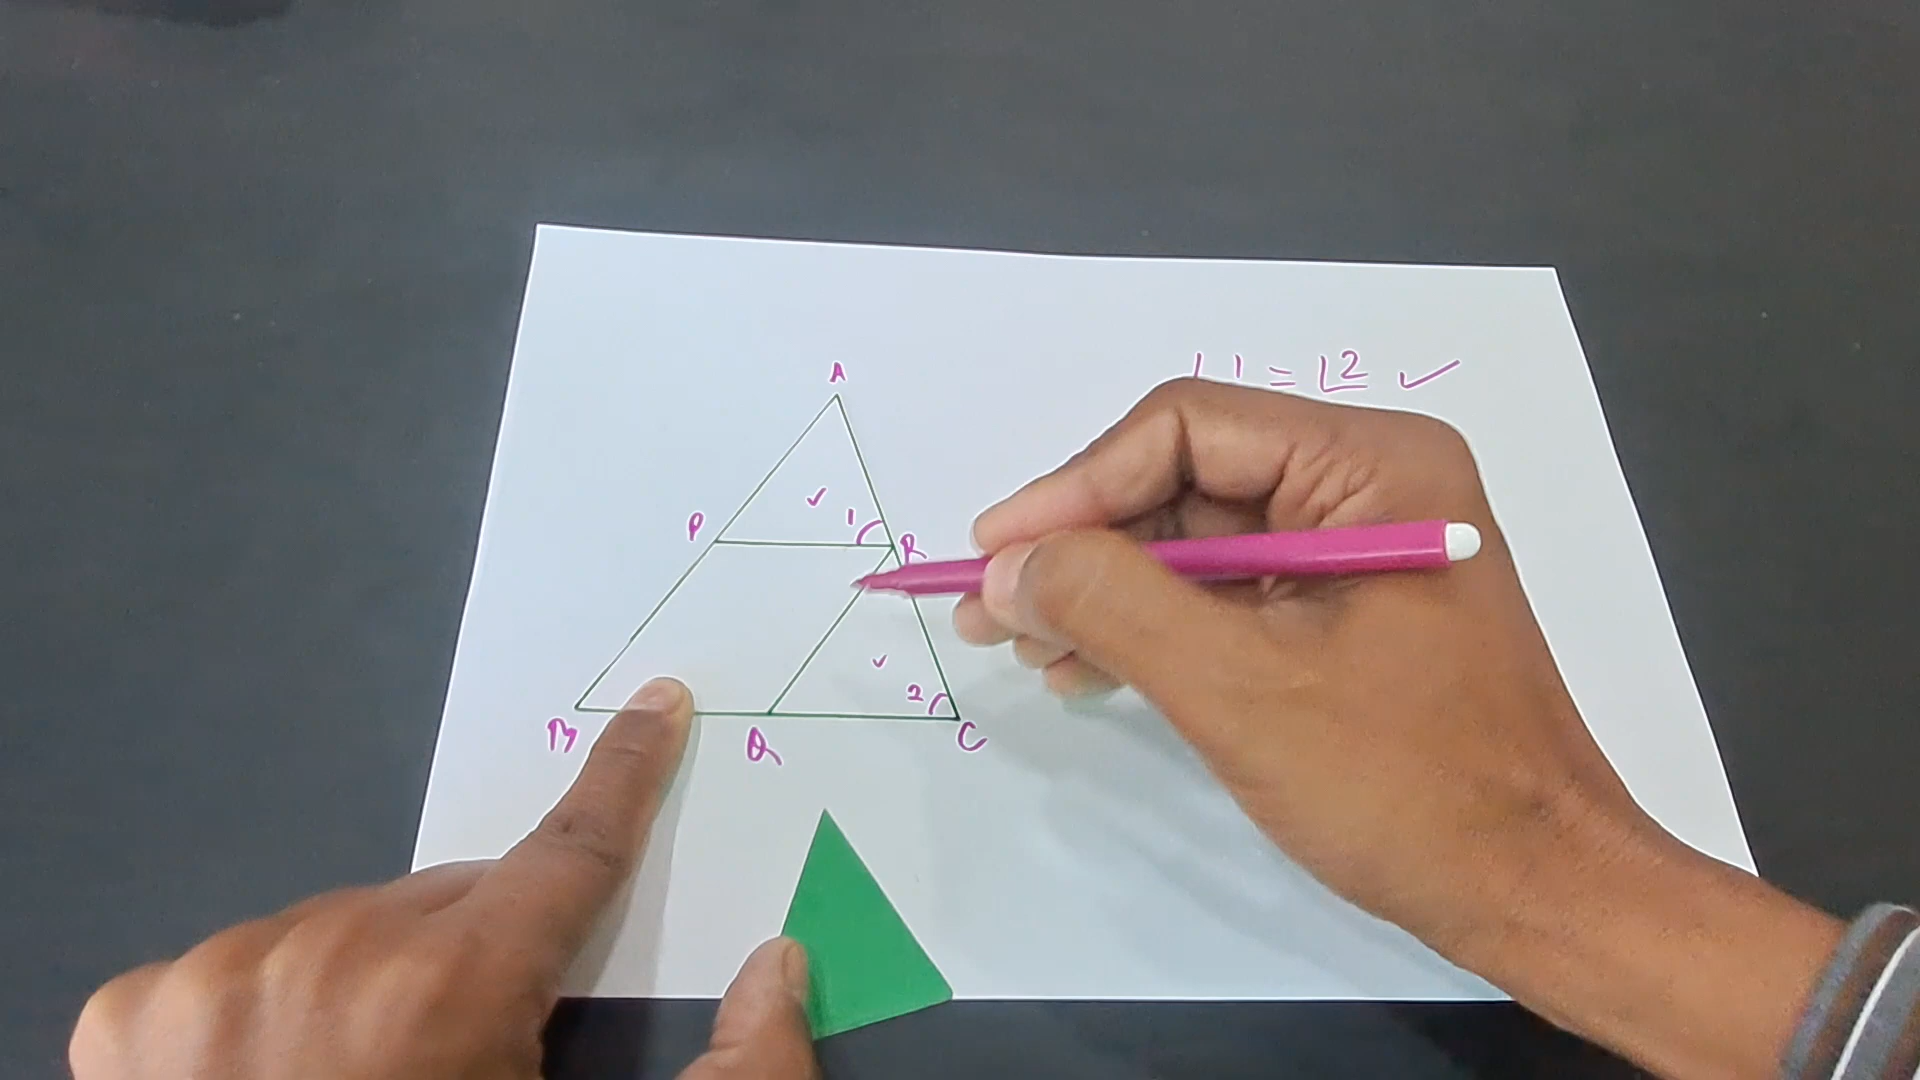 ∠1 = ∠2 ✓
A
✓
P 1 R
✓
2
B Q C